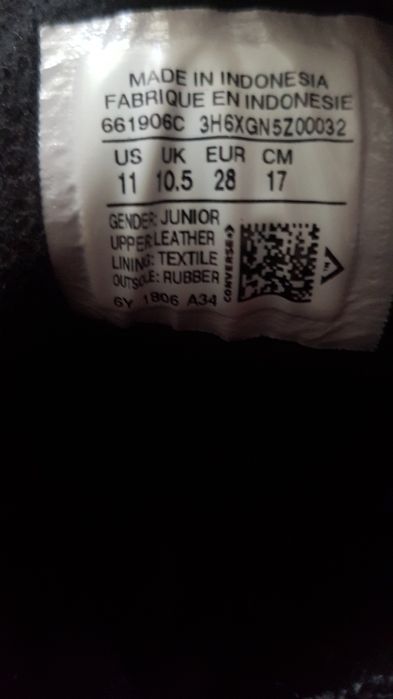 MADE IN INDONESIA
FABRIQUE EN INDONESIE
661906C 3H6XGN5Z00032
US UK EUR CM
11 10.5 28 17
GENDER: JUNIOR
UPPER: LEATHER
LINING: TEXTILE
OUTSOLE: RUBBER
6Y 1806 A34
CONVERSE